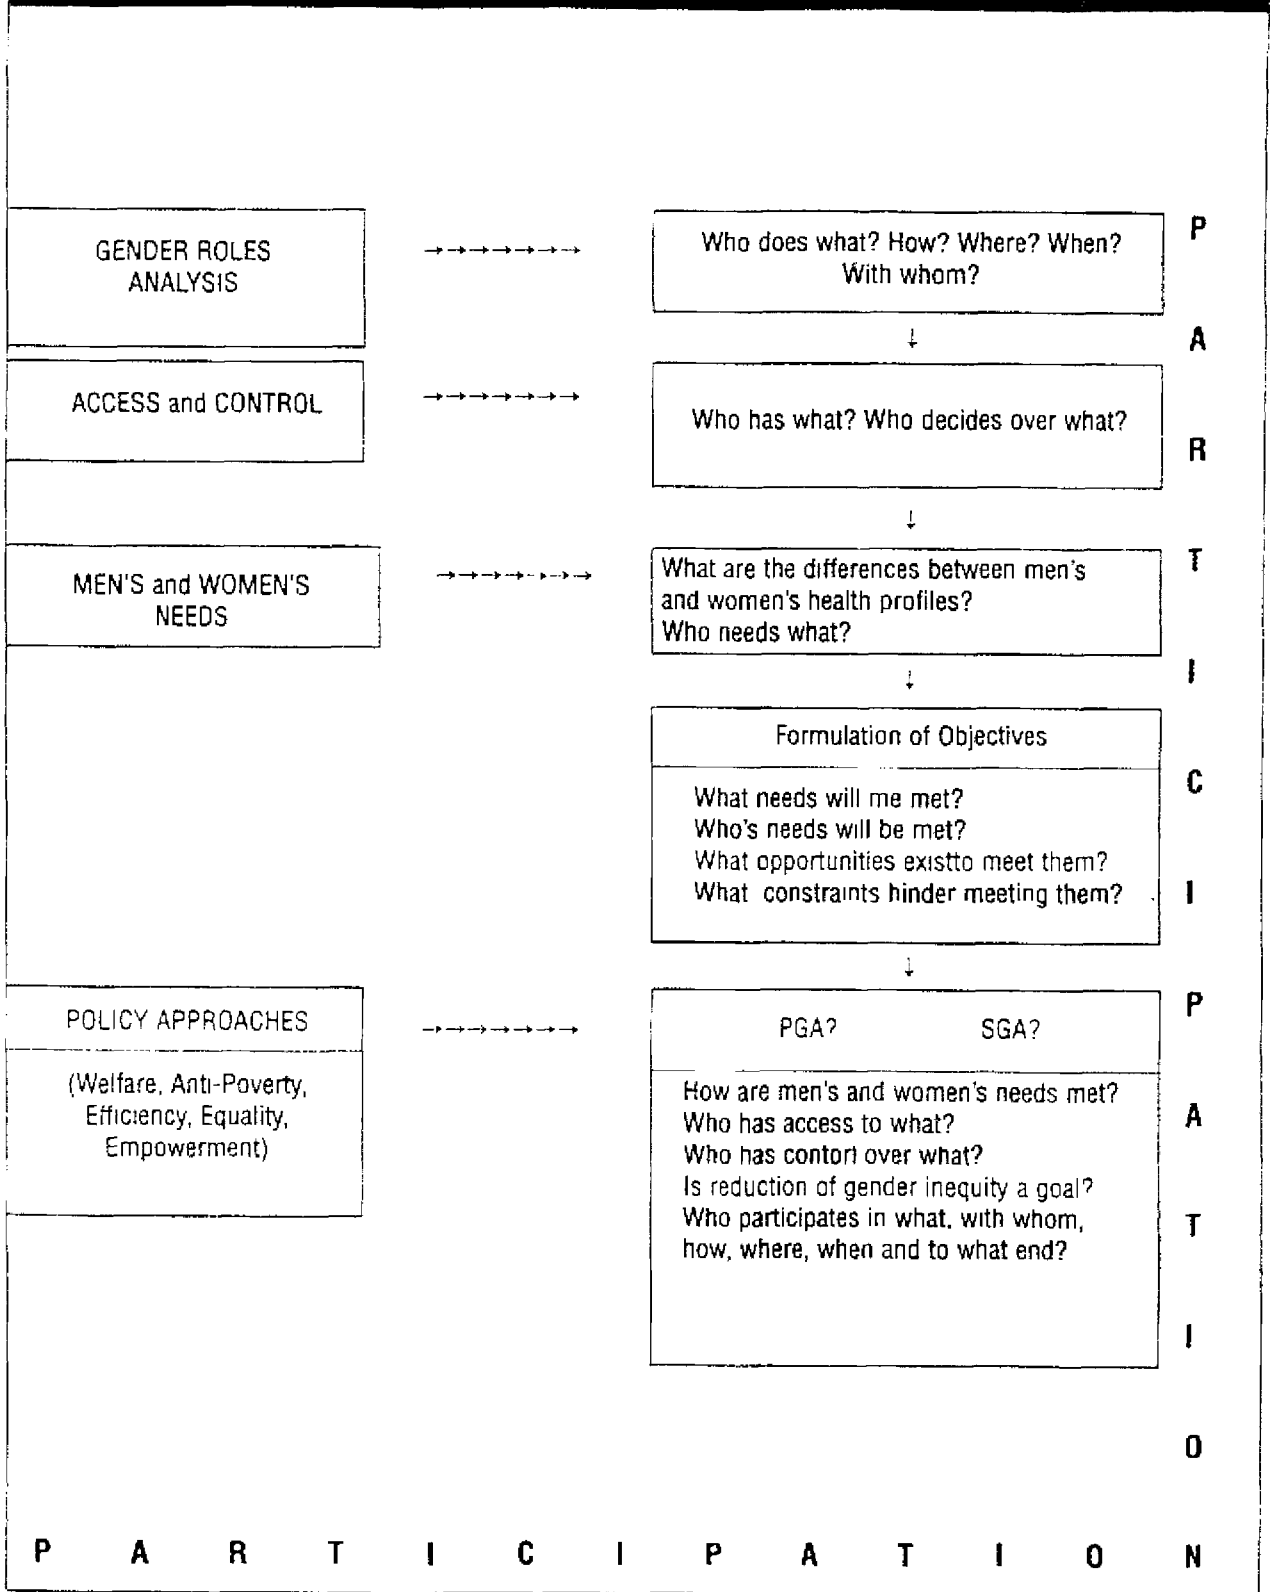 GENDER ROLES
ANALYSIS
Who does what? How? Where? When?
With whom?
ACCESS and CONTROL
Who has what? Who decides over what?
MEN'S and WOMEN'S
NEEDS
What are the differences between men's
and women's health profiles?
Who needs what?
Formulation of Objectives
What needs will me met?
Who's needs will be met?
What opportunities existto meet them?
What constraints hinder meeting them?
POLICY APPROACHES
(Welfare, Anti-Poverty,
Efficiency, Equality,
Empowerment)
PGA? SGA?
How are men's and women's needs met?
Who has access to what?
Who has contorl over what?
Is reduction of gender inequity a goal?
Who participates in what, with whom,
how, where, when and to what end?
P
A
R
T
I
C
I
P
A
T
I
O
P A R T I C I P A T I O N